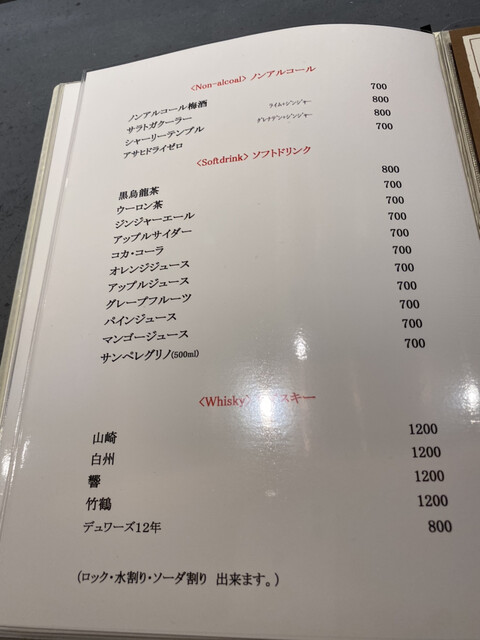 <Non-alcoal> ノンアルコール
ノンアルコール梅酒 700
サラトガクーラー ライム・ジンジャー 800
シャーリーテンプル グレナデン・ジンジャー 800
アサヒドライゼロ 700
<Softdrink> ソフトドリンク
黒烏龍茶 800
ウーロン茶 700
ジンジャーエール 700
アップルサイダー 700
コカ・コーラ 700
オレンジジュース 700
アップルジュース 700
グレープフルーツ 700
パインジュース 700
マンゴージュース 700
サンペレグリノ(500ml) 700
<Whisky> スキー
山崎 1200
白州 1200
響 1200
竹鶴 1200
デュワーズ12年 800
(ロック・水割り・ソーダ割り 出来ます。)